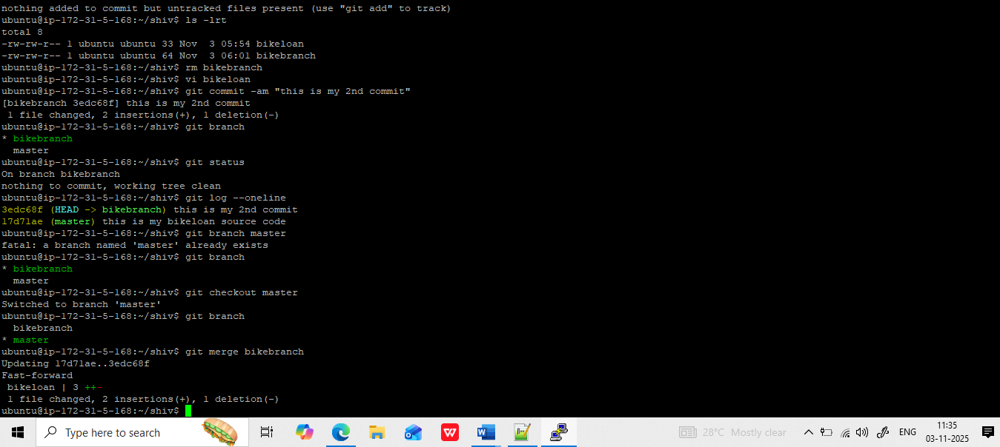 nothing added to commit but untracked files present (use "git add" to track)
ubuntu@ip-172-31-5-168:~/shiv$ ls -lrt
total 8
-rw-rw-r-- 1 ubuntu ubuntu 33 Nov  3 05:54 bikeloan
-rw-rw-r-- 1 ubuntu ubuntu 64 Nov  3 06:01 bikebranch
ubuntu@ip-172-31-5-168:~/shiv$ rm bikebranch
ubuntu@ip-172-31-5-168:~/shiv$ vi bikeloan
ubuntu@ip-172-31-5-168:~/shiv$ git commit -am "this is my 2nd commit"
[bikebranch 3edc68f] this is my 2nd commit
 1 file changed, 2 insertions(+), 1 deletion(-)
ubuntu@ip-172-31-5-168:~/shiv$ git branch
* bikebranch
  master
ubuntu@ip-172-31-5-168:~/shiv$ git status
On branch bikebranch
nothing to commit, working tree clean
ubuntu@ip-172-31-5-168:~/shiv$ git log --oneline
3edc68f (HEAD -> bikebranch) this is my 2nd commit
17d71ae (master) this is my bikeloan source code
ubuntu@ip-172-31-5-168:~/shiv$ git branch master
fatal: a branch named 'master' already exists
ubuntu@ip-172-31-5-168:~/shiv$ git branch
* bikebranch
  master
ubuntu@ip-172-31-5-168:~/shiv$ git checkout master
Switched to branch 'master'
ubuntu@ip-172-31-5-168:~/shiv$ git branch
  bikebranch
* master
ubuntu@ip-172-31-5-168:~/shiv$ git merge bikebranch
Updating 17d71ae..3edc68f
Fast-forward
 bikeloan | 3 ++-
 1 file changed, 2 insertions(+), 1 deletion(-)
ubuntu@ip-172-31-5-168:~/shiv$
Type here to search
28°C Mostly clear
ENG
11:35
03-11-2025